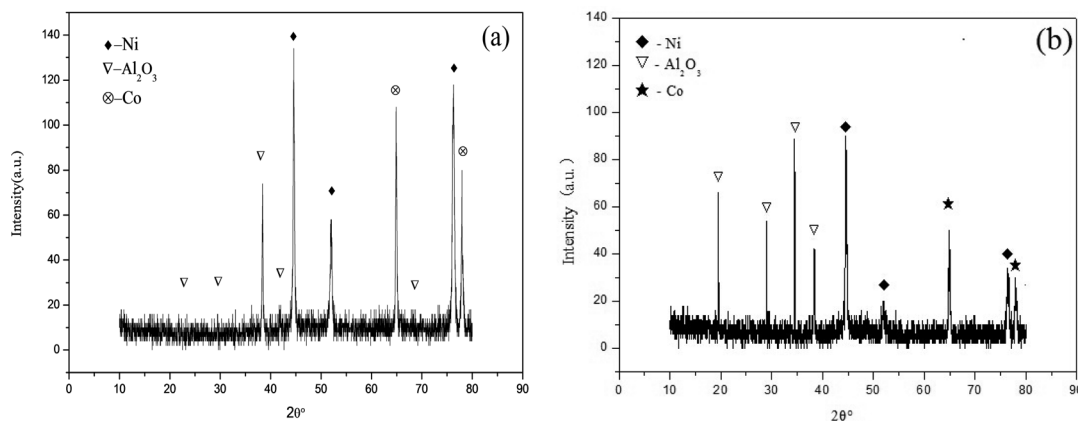 (a)
♦–Ni
▽–Al₂O₃
⊗–Co
Intensity(a.u.)
140
120
100
80
60
40
20
0
0 10 20 30 40 50 60 70 80 90
2θ°
(b)
◆ - Ni
▽ - Al₂O₃
★ - Co
Intensity (a.u.)
140
120
100
80
60
40
20
0
0 10 20 30 40 50 60 70 80 90
2θ°